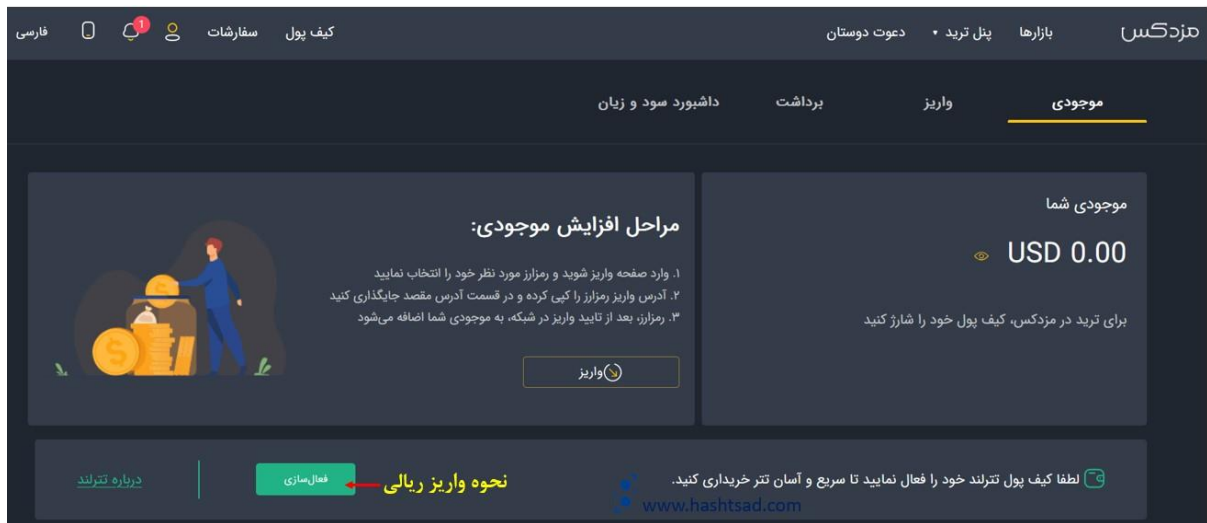 مزدکس
بازارها
پنل ترید
دعوت دوستان
کیف پول
سفارشات
1
فارسی
موجودی
واریز
برداشت
داشبورد سود و زیان
موجودی شما
USD 0.00
برای ترید در مزدکس، کیف پول خود را شارژ کنید
مراحل افزایش موجودی:
۱. وارد صفحه واریز شوید و رمزارز مورد نظر خود را انتخاب نمایید
۲. آدرس واریز رمزارز را کپی کرده و در قسمت آدرس مقصد جایگذاری کنید
۳. رمزارز، بعد از تایید واریز در شبکه، به موجودی شما اضافه می‌شود
واریز
لطفا کیف پول تترلند خود را فعال نمایید تا سریع و آسان تتر خریداری کنید.
نحوه واریز ریالی
فعال‌سازی
درباره تترلند
www.hashtsad.com